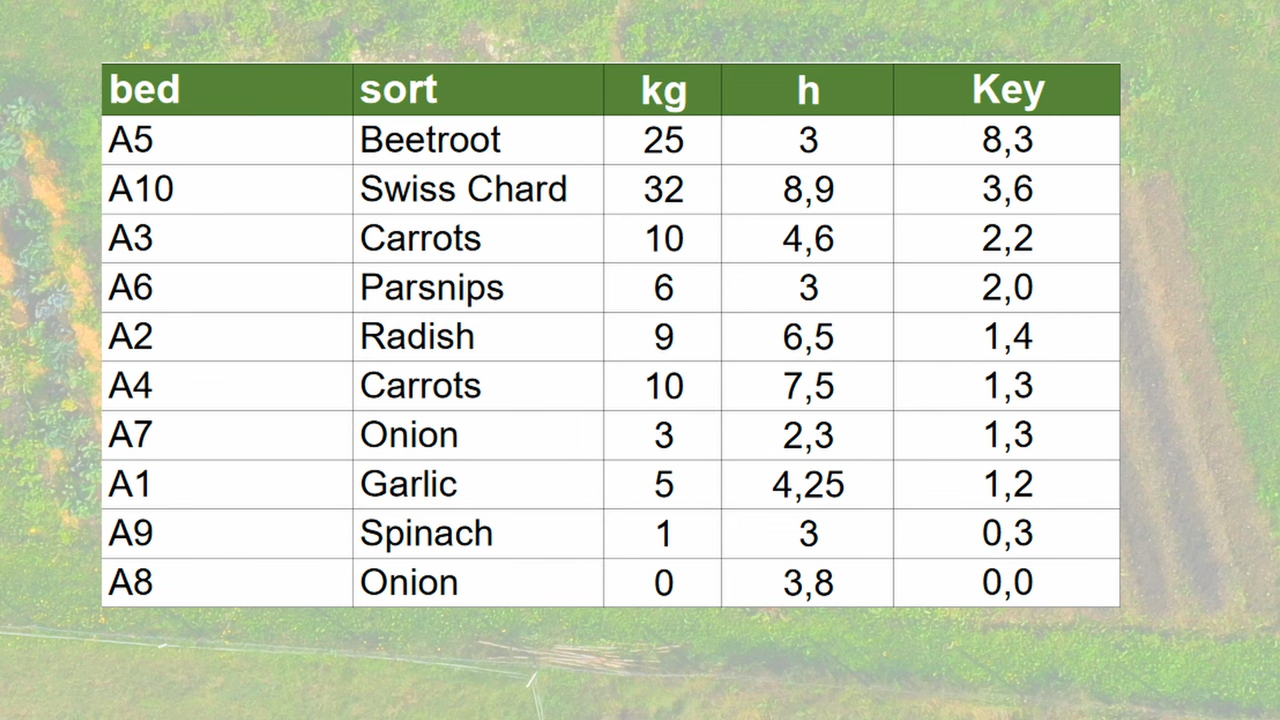 bed sort kg h Key
A5 Beetroot 25 3 8,3
A10 Swiss Chard 32 8,9 3,6
A3 Carrots 10 4,6 2,2
A6 Parsnips 6 3 2,0
A2 Radish 9 6,5 1,4
A4 Carrots 10 7,5 1,3
A7 Onion 3 2,3 1,3
A1 Garlic 5 4,25 1,2
A9 Spinach 1 3 0,3
A8 Onion 0 3,8 0,0